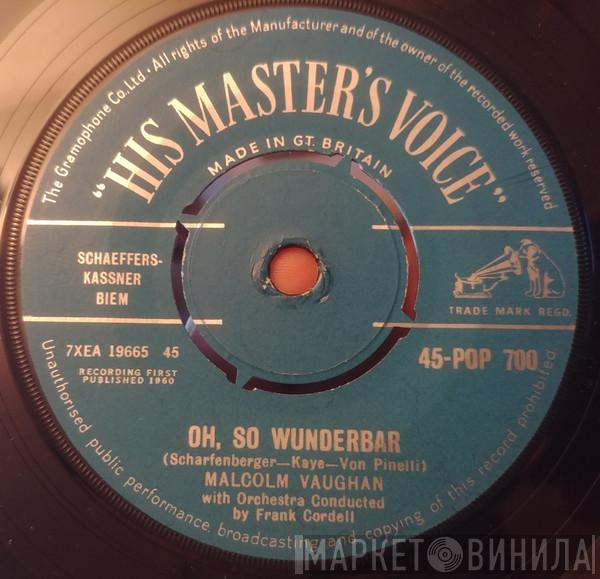 The Gramophone Co., Ltd. · All rights of the Manufacturer and of the owner of the recorded work reserved
"HIS MASTER'S VOICE"
MADE IN GT. BRITAIN
SCHAEFFERS-
KASSNER
BIEM
TRADE MARK REGD.
7XEA 19665 45
RECORDING FIRST
PUBLISHED 1960
45-POP 700
OH, SO WUNDERBAR
(Scharfenberger—Kaye—Von Pinelli)
MALCOLM VAUGHAN
with Orchestra Conducted
by Frank Cordell
Unauthorised public performance, broadcasting and copying of this record prohibited
МАРКЕТ ВИНИЛА